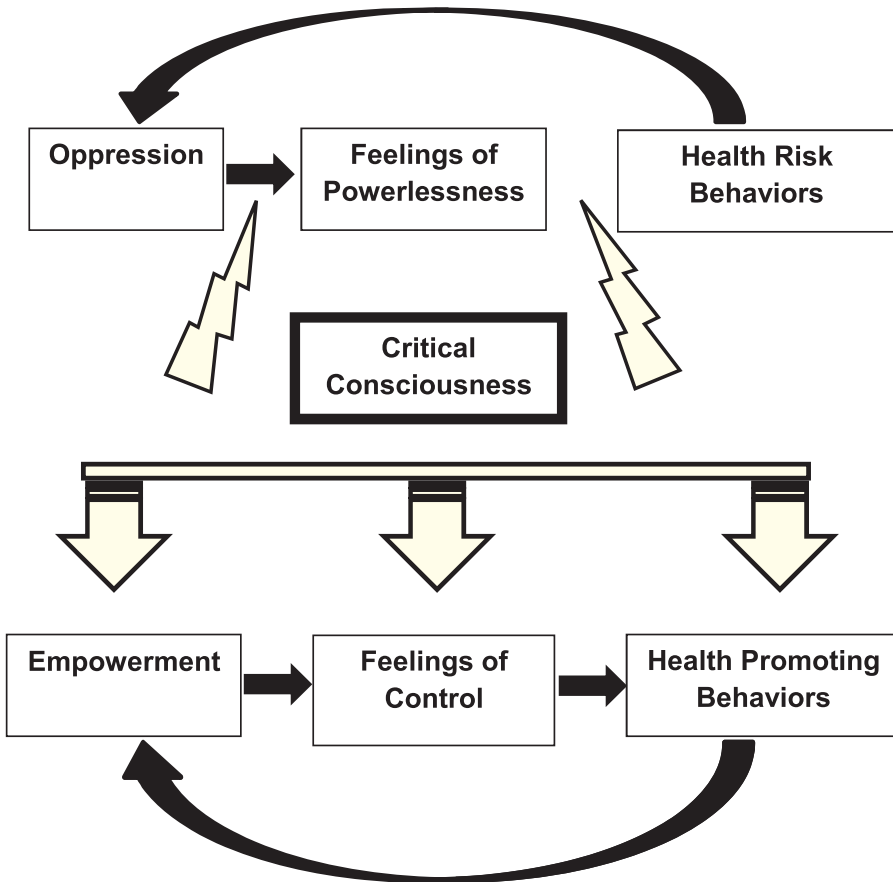 Oppression
Feelings of
Powerlessness
Health Risk
Behaviors
Critical
Consciousness
Empowerment
Feelings of
Control
Health Promoting
Behaviors